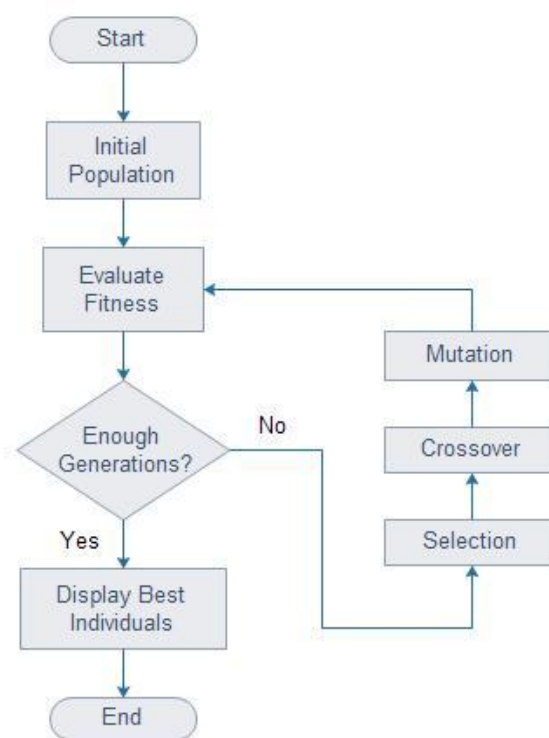 Start
Initial
Population
Evaluate
Fitness
Enough
Generations?
No
Yes
Display Best
Individuals
End
Selection
Crossover
Mutation